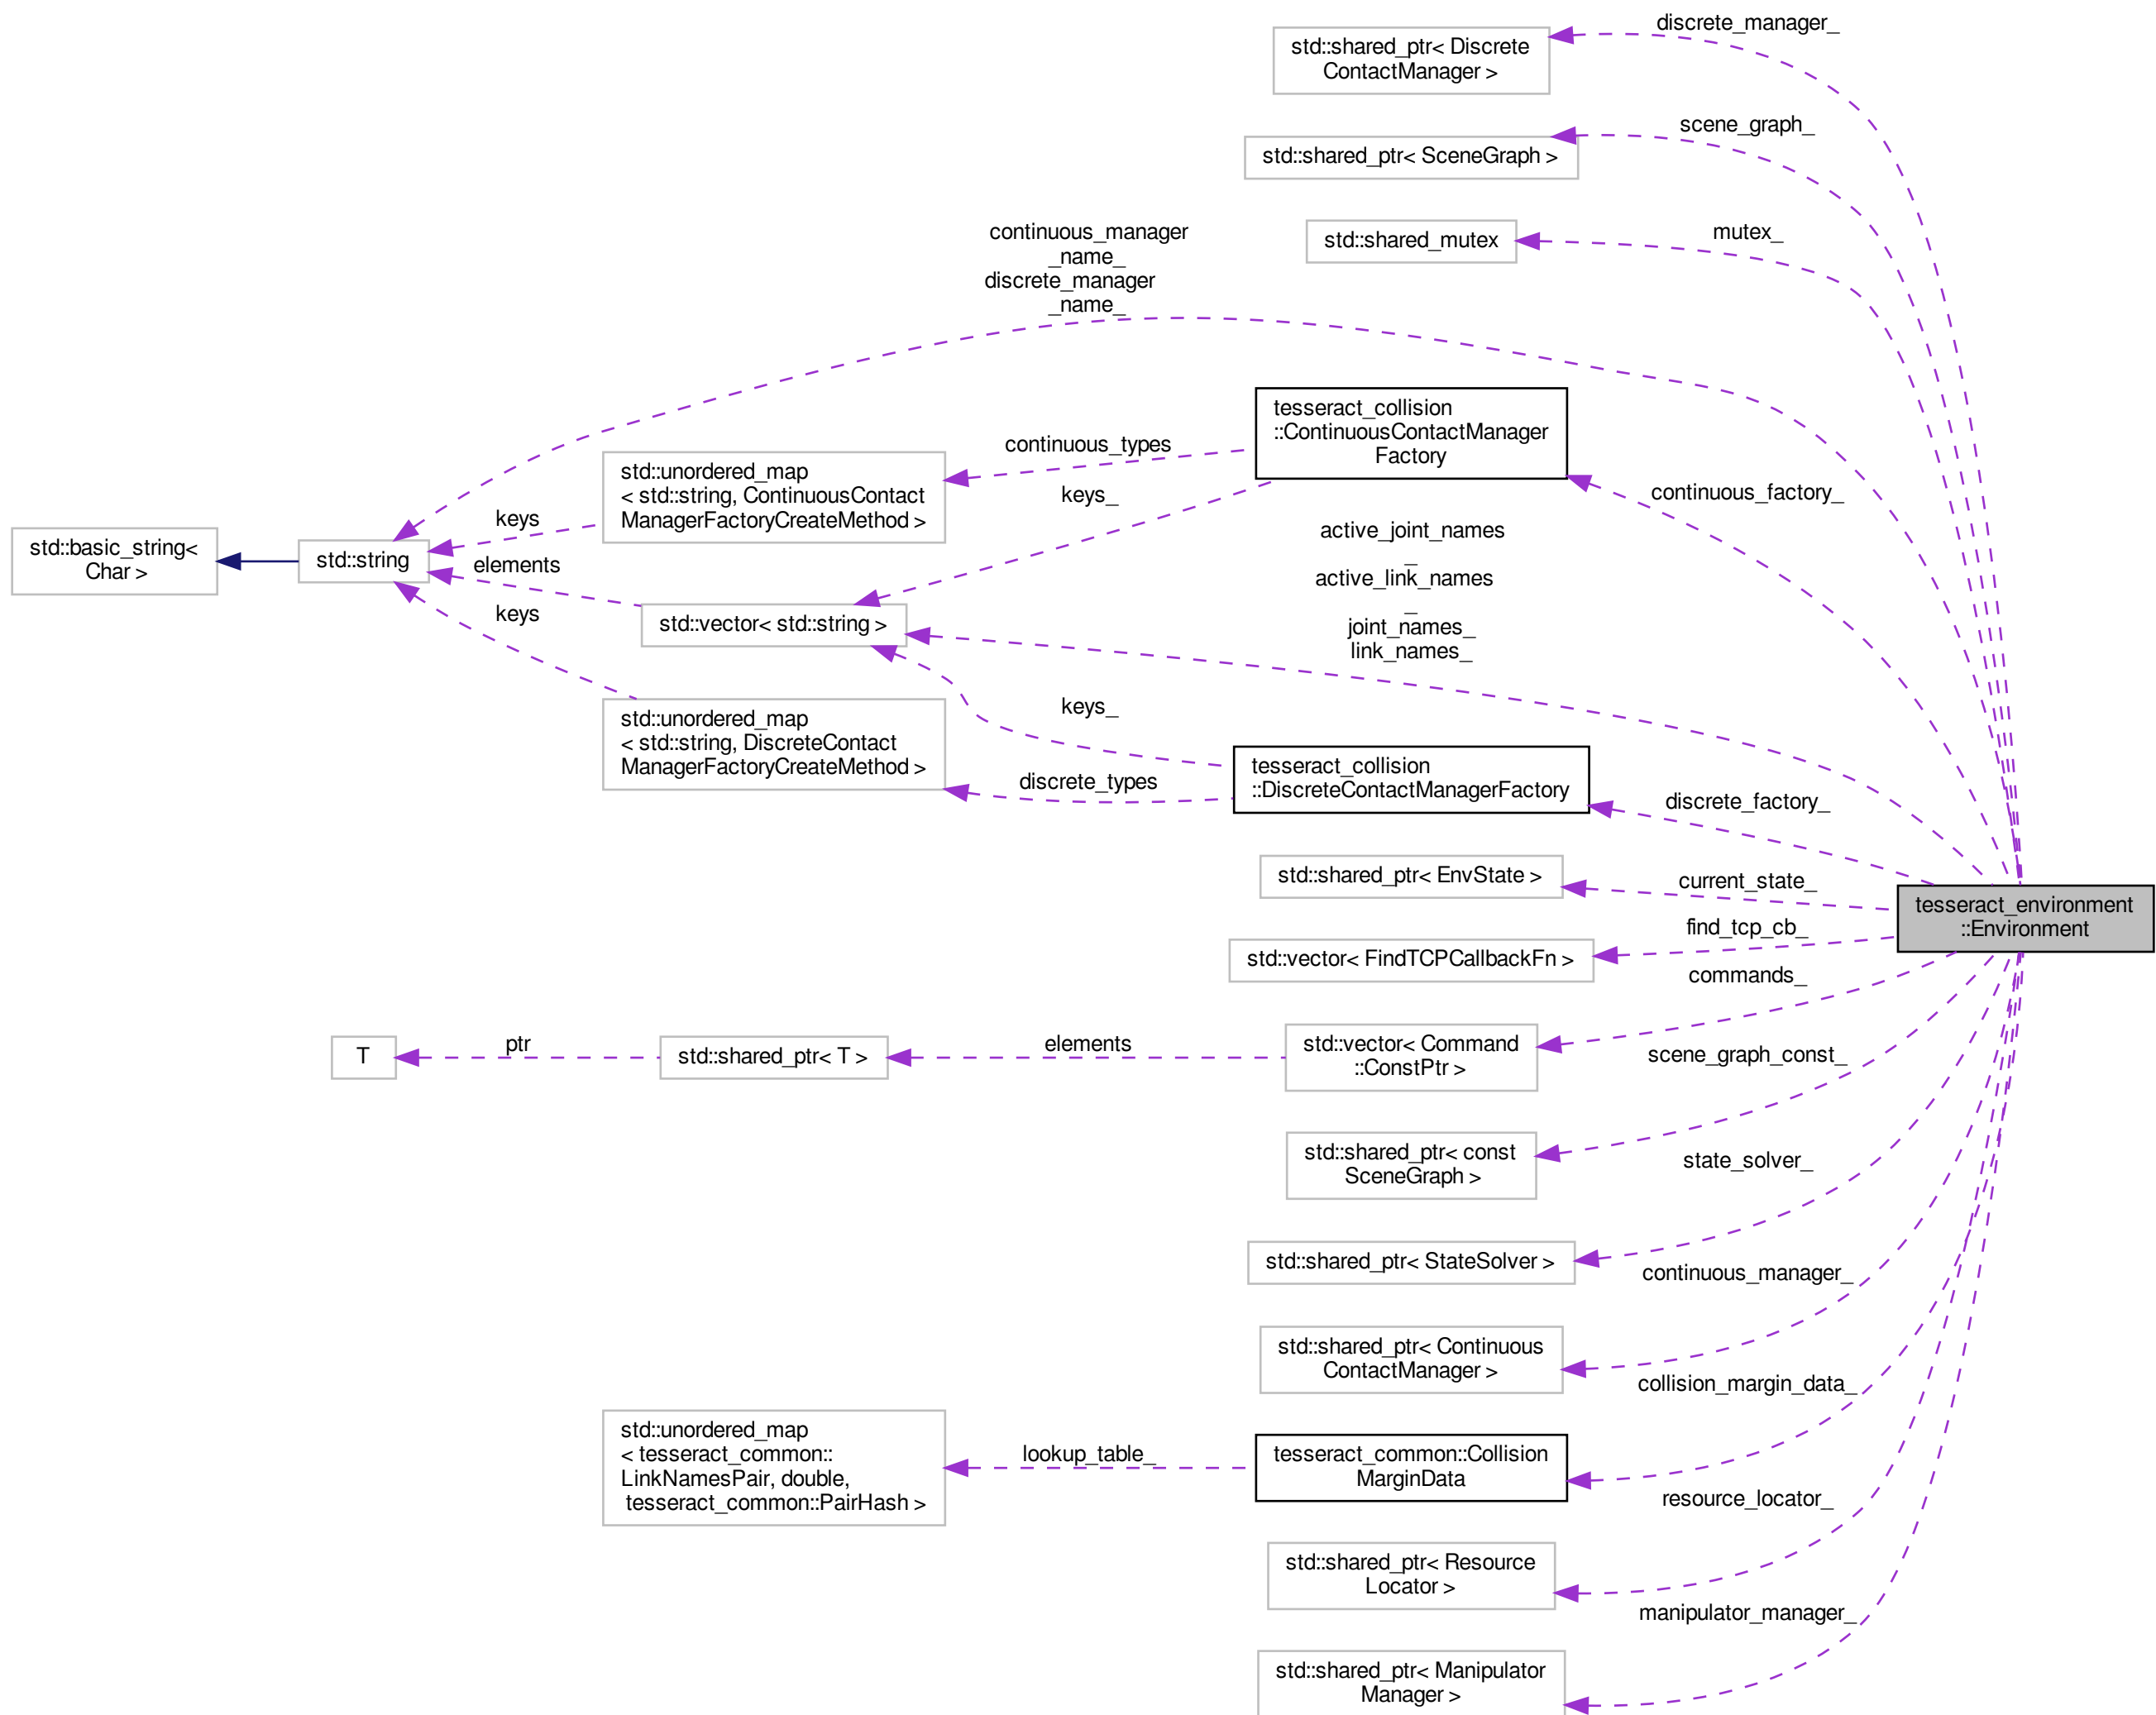 discrete_manager_
std::shared_ptr< Discrete
ContactManager >
scene_graph_
std::shared_ptr< SceneGraph >
mutex_
std::shared_mutex
continuous_manager
_name_
discrete_manager
_name_
tesseract_collision
::ContinuousContactManager
Factory
continuous_types
std::unordered_map
< std::string, ContinuousContact
ManagerFactoryCreateMethod >
keys_
continuous_factory_
keys
std::basic_string<
Char >
std::string
elements
active_joint_names
_
active_link_names
_
joint_names_
link_names_
keys
std::vector< std::string >
std::unordered_map
< std::string, DiscreteContact
ManagerFactoryCreateMethod >
keys_
discrete_types
tesseract_collision
::DiscreteContactManagerFactory
discrete_factory_
std::shared_ptr< EnvState >
current_state_
tesseract_environment
::Environment
find_tcp_cb_
std::vector< FindTCPCallbackFn >
commands_
T
ptr
std::shared_ptr< T >
elements
std::vector< Command
::ConstPtr >
scene_graph_const_
std::shared_ptr< const
SceneGraph >
state_solver_
std::shared_ptr< StateSolver >
continuous_manager_
std::shared_ptr< Continuous
ContactManager >
collision_margin_data_
std::unordered_map
< tesseract_common::
LinkNamesPair, double,
tesseract_common::PairHash >
lookup_table_
tesseract_common::Collision
MarginData
resource_locator_
std::shared_ptr< Resource
Locator >
manipulator_manager_
std::shared_ptr< Manipulator
Manager >